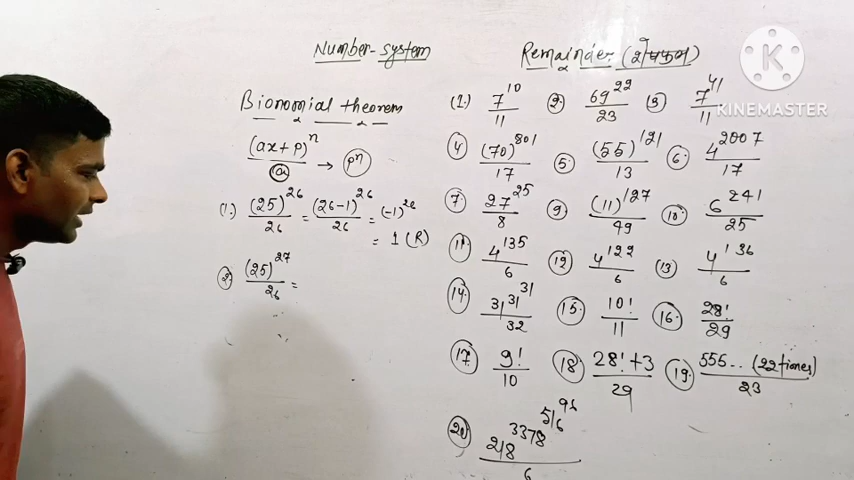 Number-system
Remainder (शेषफल)
K
KINEMASTER
Bionomial theorem
(ax+p)^n / ax → p^n
(1.) (25)^26 / 26 = (26-1)^26 / 26 = (-1)^26
= 1 (R)
(2) (25)^27 / 26 =
(1.) 7^10 / 11 (2.) 69^22 / 23 (3) 7^41 / 11
(4) (70)^801 / 17 (5.) (55)^121 / 13 (6.) 4^2007 / 17
(7.) 27^25 / 8 (9.) (11)^127 / 49 (10.) 6^241 / 25
(11) 4^135 / 6 (12) 4^122 / 6 (13) 4^136 / 6
(14.) 31^31^31 / 32 (15.) 10! / 11 (16.) 28! / 29
(17.) 9! / 10 (18.) 28!+3 / 29 (19.) 555... (22 times) / 23
(20) 218^3378^516^96 / 6